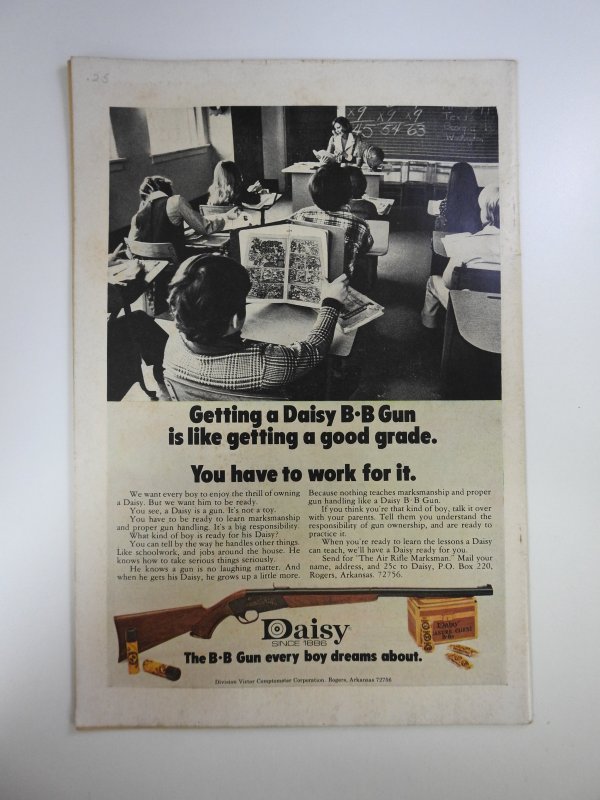 .25
x9 x9 x9
45 54 63
Texas
Georgia
Getting a Daisy B·B Gun
is like getting a good grade.
You have to work for it.
We want every boy to enjoy the thrill of owning
a Daisy. But we want him to be ready.
You see, a Daisy is a gun. It's not a toy.
You have to be ready to learn marksmanship
and proper gun handling. It's a big responsibility.
What kind of boy is ready for his Daisy?
You can tell by the way he handles other things.
Like schoolwork, and jobs around the house. He
knows how to take serious things seriously.
He knows a gun is no laughing matter. And
when he gets his Daisy, he grows up a little more.
Because nothing teaches marksmanship and proper
gun handling like a Daisy B·B Gun.
If you think you're that kind of boy, talk it over
with your parents. Tell them you understand the
responsibility of gun ownership, and are ready to
practice it.
When you're ready to learn the lessons a Daisy
can teach, we'll have a Daisy ready for you.
Send for "The Air Rifle Marksman." Mail your
name, address, and 25c to Daisy, P.O. Box 220,
Rogers, Arkansas. 72756.
Daisy
Daisy
SINCE 1886
The B·B Gun every boy dreams about.
Division Victor Comptometer Corporation. Rogers, Arkansas 72756